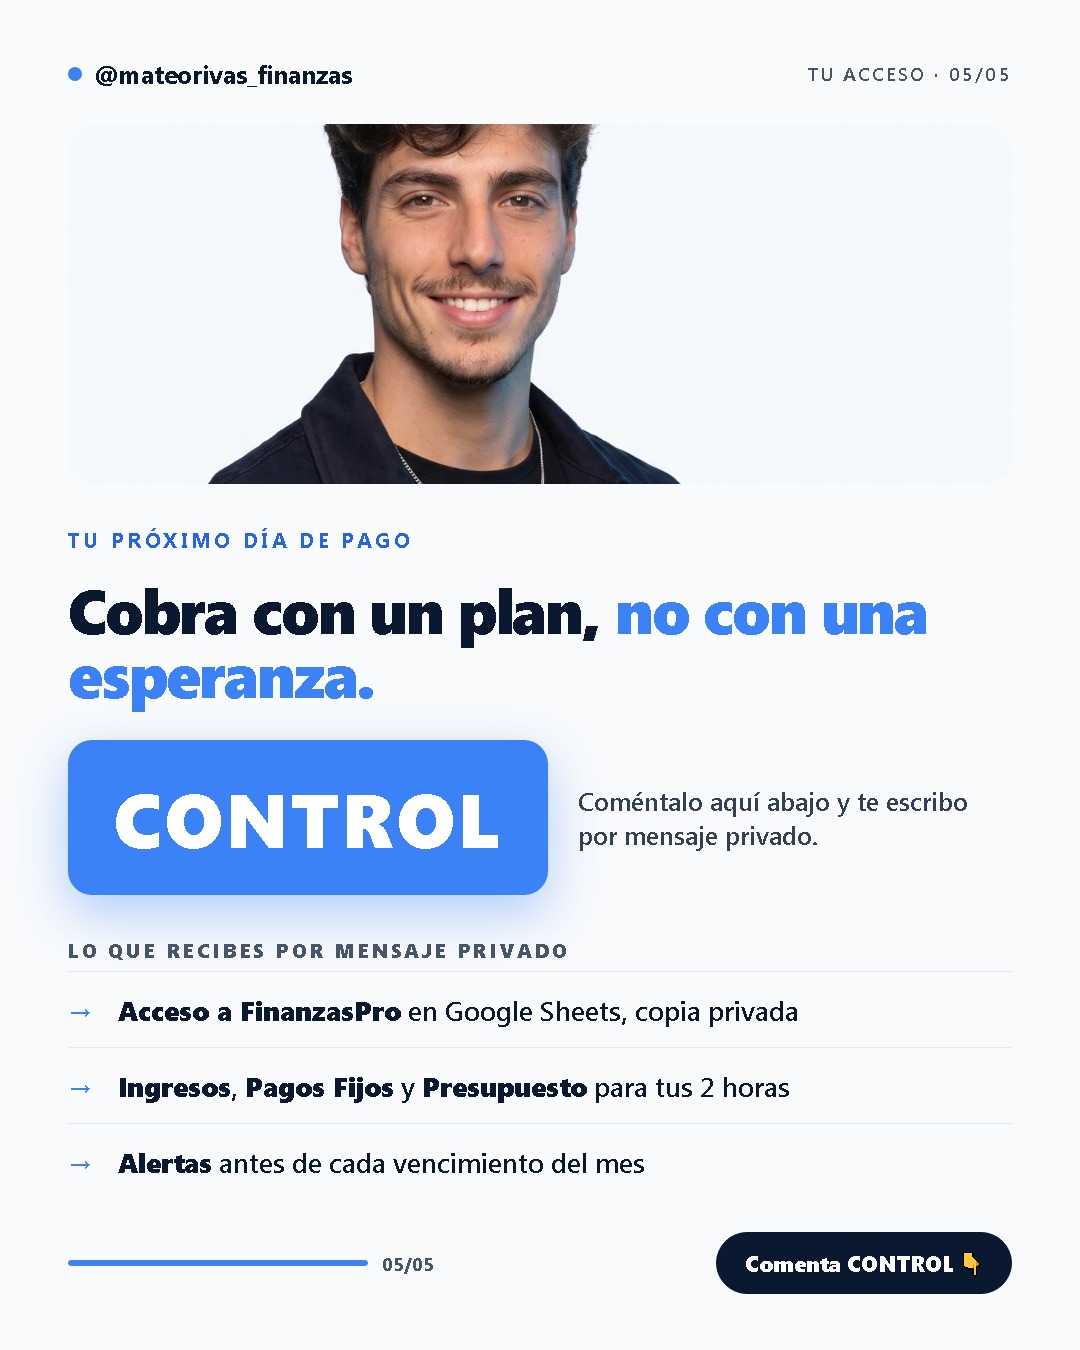 @mateorivas_finanzas
TU ACCESO · 05/05
TU PRÓXIMO DÍA DE PAGO
Cobra con un plan, no con una
esperanza.
CONTROL
Coméntalo aquí abajo y te escribo
por mensaje privado.
LO QUE RECIBES POR MENSAJE PRIVADO
→ Acceso a FinanzasPro en Google Sheets, copia privada
→ Ingresos, Pagos Fijos y Presupuesto para tus 2 horas
→ Alertas antes de cada vencimiento del mes
05/05
Comenta CONTROL 👇